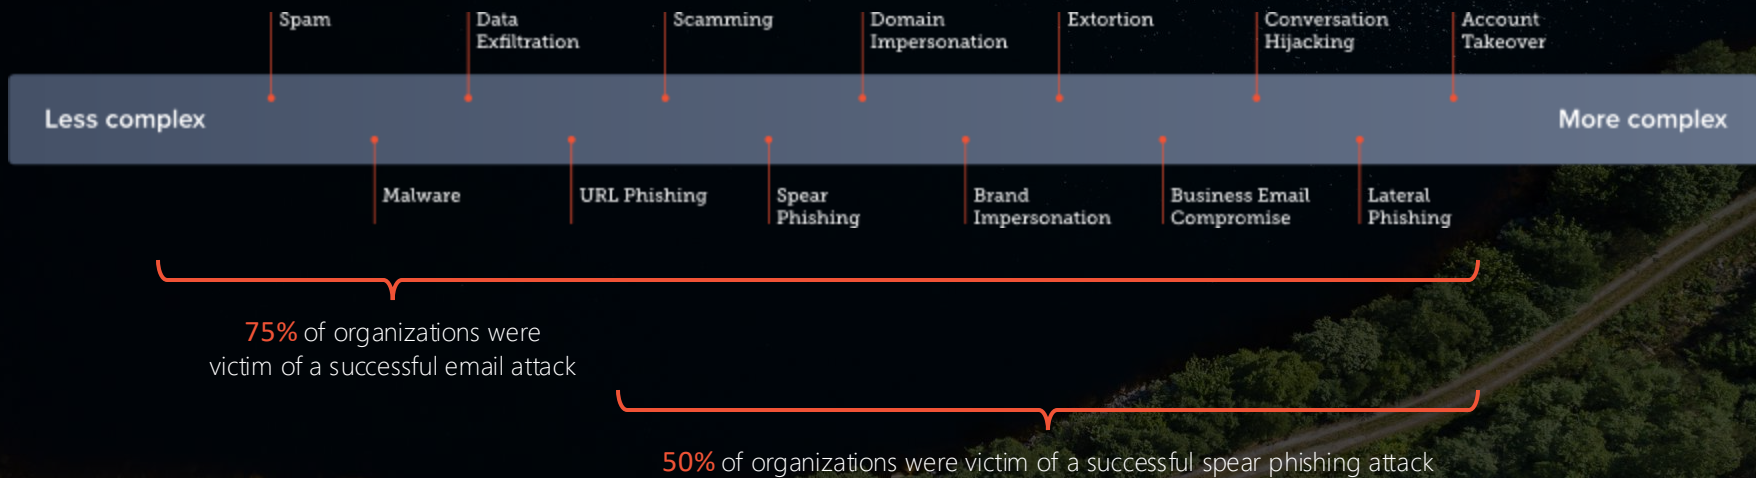 Spam
Data
Exfiltration
Scamming
Domain
Impersonation
Extortion
Conversation
Hijacking
Account
Takeover
Less complex
More complex
Malware
URL Phishing
Spear
Phishing
Brand
Impersonation
Business Email
Compromise
Lateral
Phishing
75% of organizations were
victim of a successful email attack
50% of organizations were victim of a successful spear phishing attack